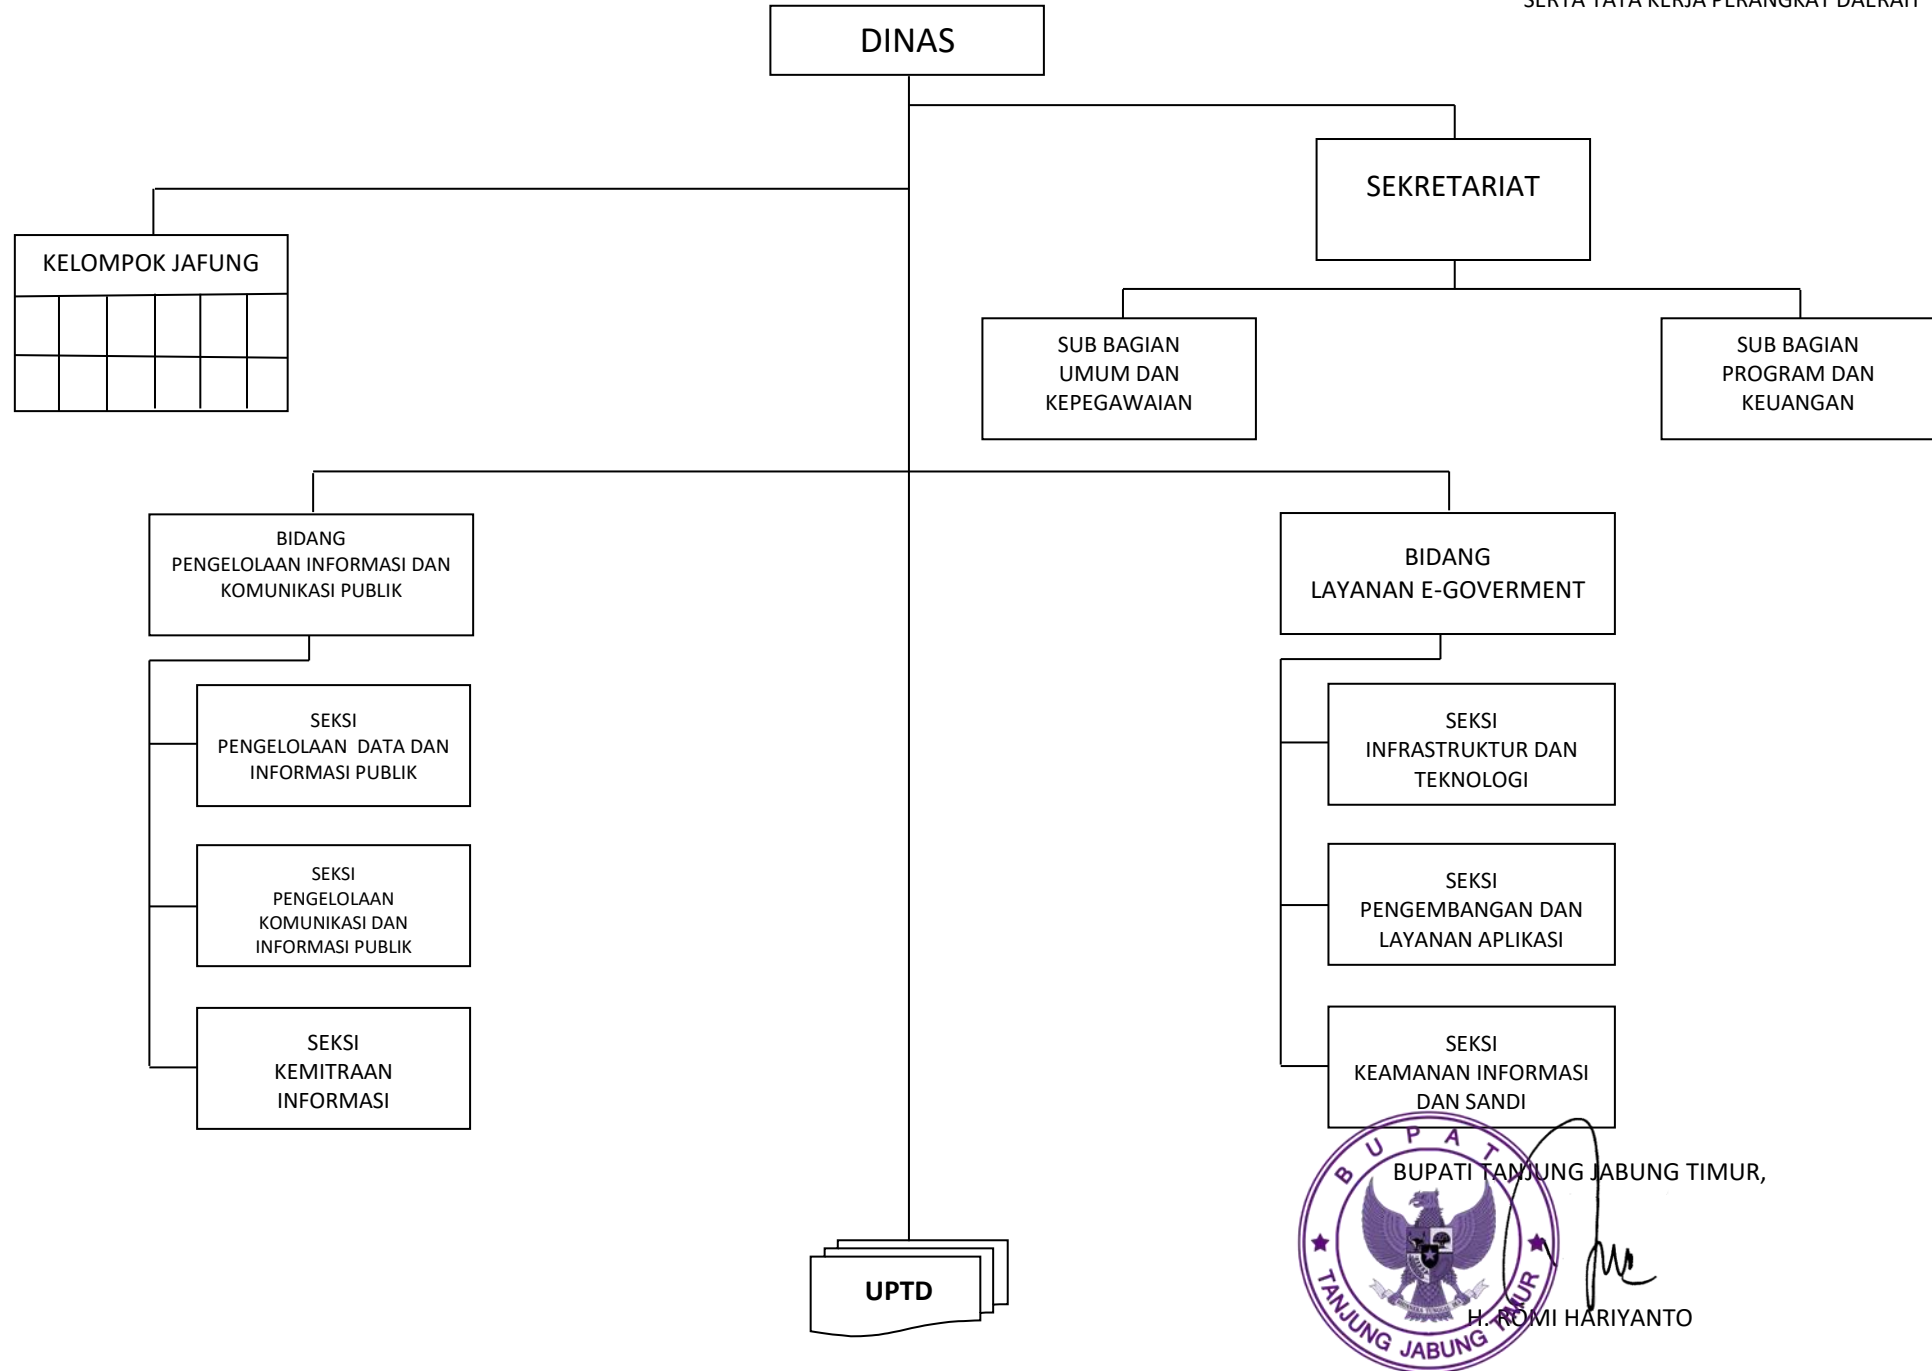 SERTA TATA KERJA PERANGKAT DAERAH
DINAS
SEKRETARIAT
KELOMPOK JAFUNG
SUB BAGIAN
UMUM DAN
KEPEGAWAIAN
SUB BAGIAN
PROGRAM DAN
KEUANGAN
BIDANG
PENGELOLAAN INFORMASI DAN
KOMUNIKASI PUBLIK
BIDANG
LAYANAN E-GOVERMENT
SEKSI
PENGELOLAAN DATA DAN
INFORMASI PUBLIK
SEKSI
INFRASTRUKTUR DAN
TEKNOLOGI
SEKSI
PENGELOLAAN
KOMUNIKASI DAN
INFORMASI PUBLIK
SEKSI
PENGEMBANGAN DAN
LAYANAN APLIKASI
SEKSI
KEMITRAAN
INFORMASI
SEKSI
KEAMANAN INFORMASI
DAN SANDI
BUPATI TANJUNG JABUNG TIMUR,
BUPATI
TANJUNG JABUNG TIMUR
H. ROMI HARIYANTO
UPTD